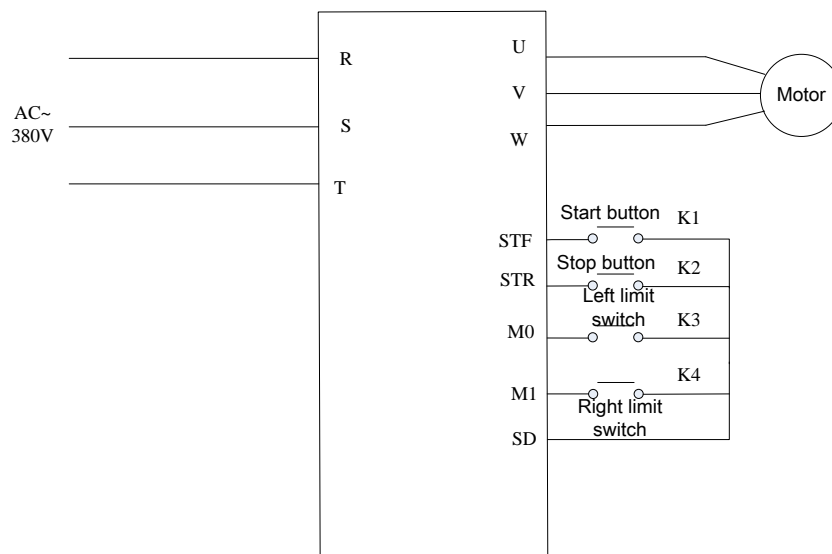 R
U
AC~
380V
S
V
Motor
T
W
STF
Start button
K1
STR
Stop button
K2
M0
Left limit
switch
K3
M1
K4
Right limit
switch
SD